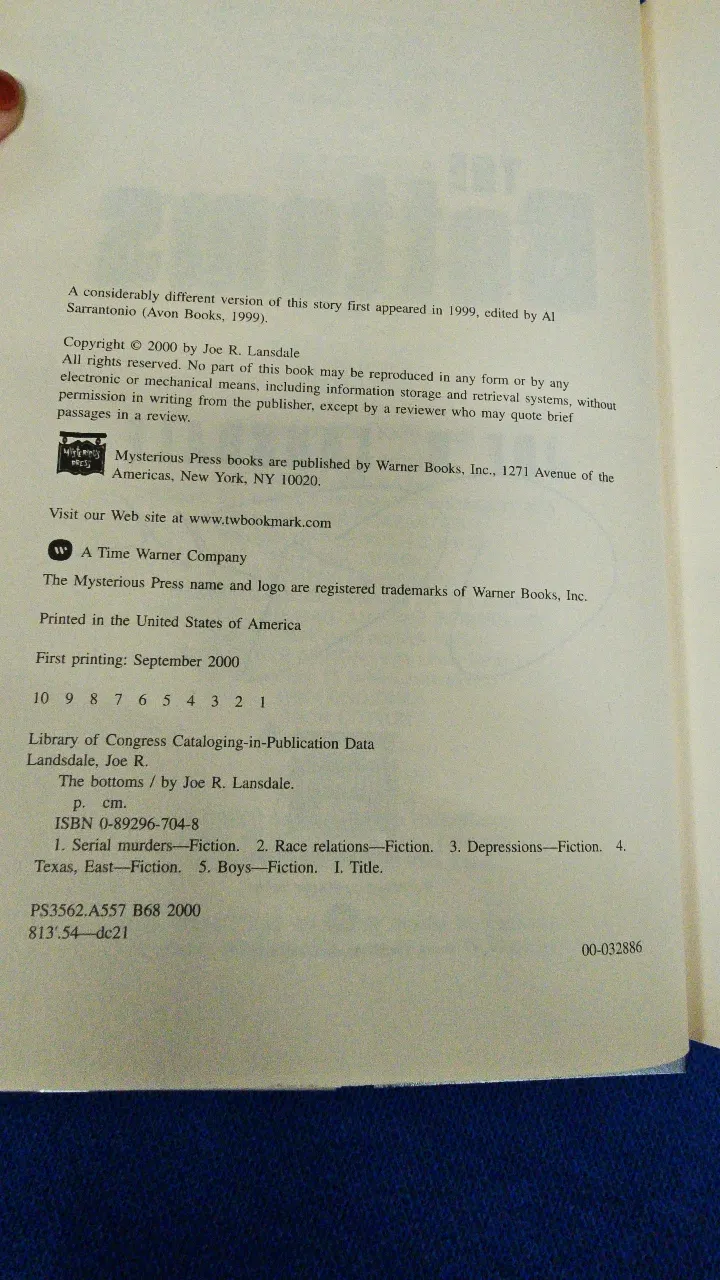 A considerably different version of this story first appeared in 1999, edited by Al
Sarrantonio (Avon Books, 1999).
Copyright © 2000 by Joe R. Lansdale
All rights reserved. No part of this book may be reproduced in any form or by any
electronic or mechanical means, including information storage and retrieval systems, without
permission in writing from the publisher, except by a reviewer who may quote brief
passages in a review.
MYSTERIOUS
PRESS
Mysterious Press books are published by Warner Books, Inc., 1271 Avenue of the
Americas, New York, NY 10020.
Visit our Web site at www.twbookmark.com
W A Time Warner Company
The Mysterious Press name and logo are registered trademarks of Warner Books, Inc.
Printed in the United States of America
First printing: September 2000
10 9 8 7 6 5 4 3 2 1
Library of Congress Cataloging-in-Publication Data
Landsdale, Joe R.
The bottoms / by Joe R. Lansdale.
p. cm.
ISBN 0-89296-704-8
1. Serial murders—Fiction. 2. Race relations—Fiction. 3. Depressions—Fiction. 4.
Texas, East—Fiction. 5. Boys—Fiction. I. Title.
PS3562.A557 B68 2000
813'.54—dc21
00-032886